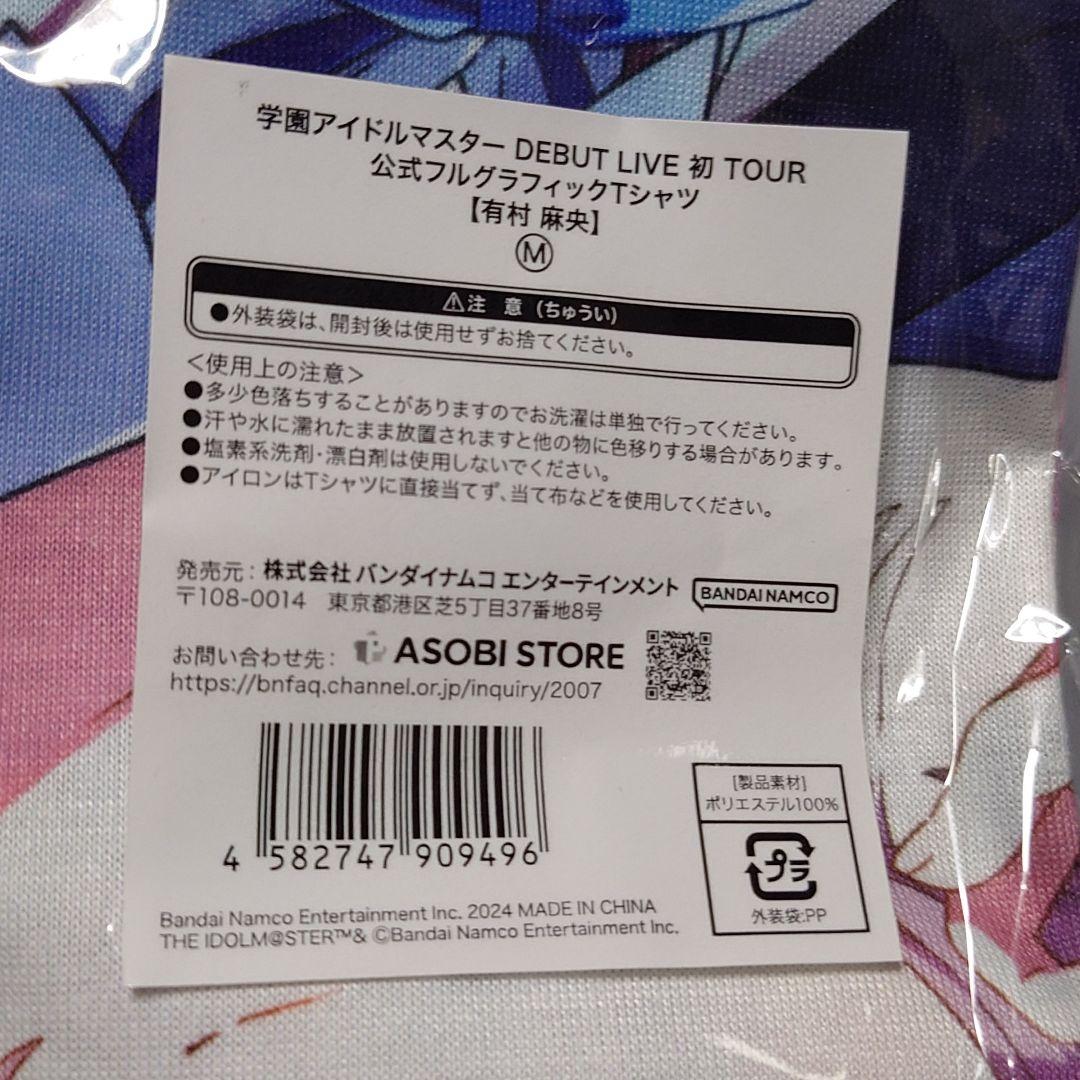 学園アイドルマスター DEBUT LIVE 初 TOUR
公式フルグラフィックTシャツ
【有村 麻央】
Ⓜ
⚠注 意 (ちゅうい)
●外装袋は、開封後は使用せずお捨てください。
＜使用上の注意＞
●多少色落ちすることがありますのでお洗濯は単独で行ってください。
●汗や水に濡れたまま放置されますと他の物に色移りする場合があります。
●塩素系洗剤・漂白剤は使用しないでください。
●アイロンはTシャツに直接当てず、当て布などを使用してください。
発売元：株式会社 バンダイナムコ エンターテインメント
BANDAI NAMCO
〒108-0014 東京都港区芝5丁目37番地8号
お問い合わせ先： ASOBI STORE
https://bnfaq.channel.or.jp/inquiry/2007
4 582747 909496
[製品素材]
ポリエステル100%
プラ
外装袋:PP
Bandai Namco Entertainment Inc. 2024 MADE IN CHINA
THE IDOLM@STER™& ©Bandai Namco Entertainment Inc.